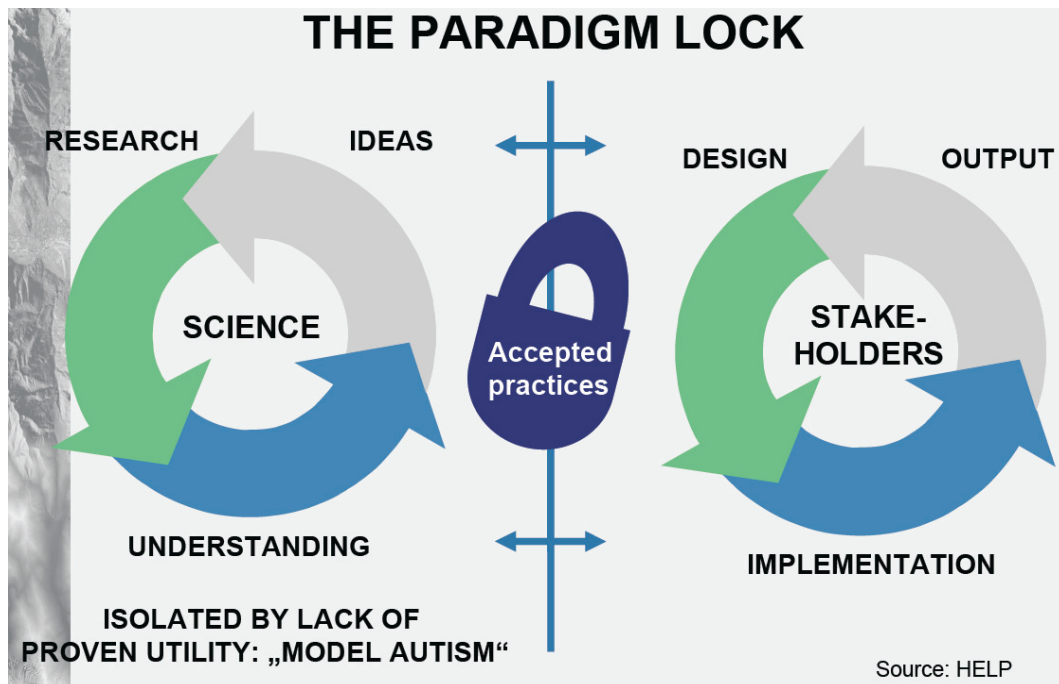 THE PARADIGM LOCK
RESEARCH
IDEAS
SCIENCE
UNDERSTANDING
ISOLATED BY LACK OF
PROVEN UTILITY: „MODEL AUTISM“
Accepted
practices
DESIGN
OUTPUT
STAKE-
HOLDERS
IMPLEMENTATION
Source: HELP